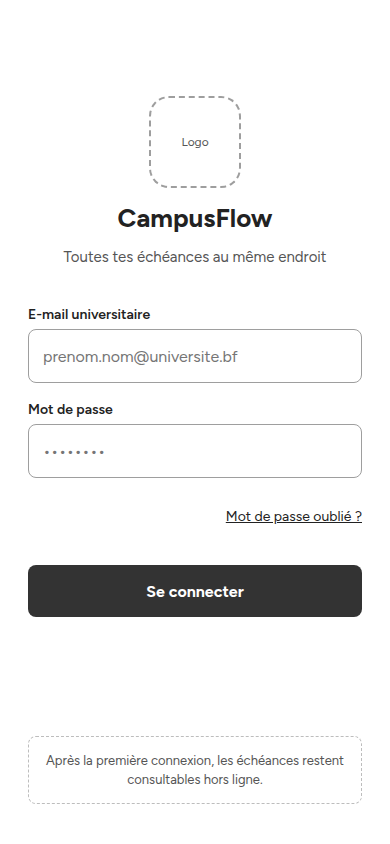 Logo
CampusFlow
Toutes tes échéances au même endroit
E-mail universitaire
prenom.nom@universite.bf
Mot de passe
••••••••
Mot de passe oublié ?
Se connecter
Après la première connexion, les échéances restent
consultables hors ligne.